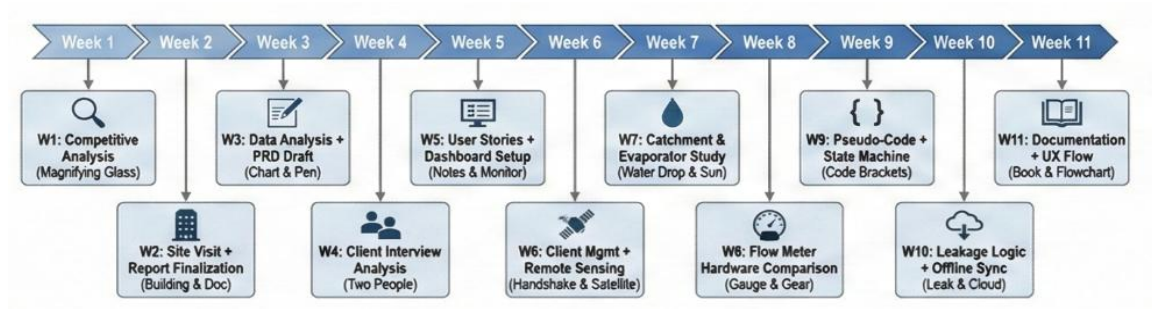 Week 1
Week 2
Week 3
Week 4
Week 5
Week 6
Week 7
Week 8
Week 9
Week 10
Week 11
W1: Competitive
Analysis
(Magnifying Glass)
W3: Data Analysis +
PRD Draft
(Chart & Pen)
W5: User Stories +
Dashboard Setup
(Notes & Monitor)
W7: Catchment &
Evaporator Study
(Water Drop & Sun)
{ }
W9: Pseudo-Code +
State Machine
(Code Brackets)
W11: Documentation
+ UX Flow
(Book & Flowchart)
W2: Site Visit +
Report Finalization
(Building & Doc)
W4: Client Interview
Analysis
(Two People)
W6: Client Mgmt +
Remote Sensing
(Handshake & Satellite)
W6: Flow Meter
Hardware Comparison
(Gauge & Gear)
W10: Leakage Logic
+ Offline Sync
(Leak & Cloud)